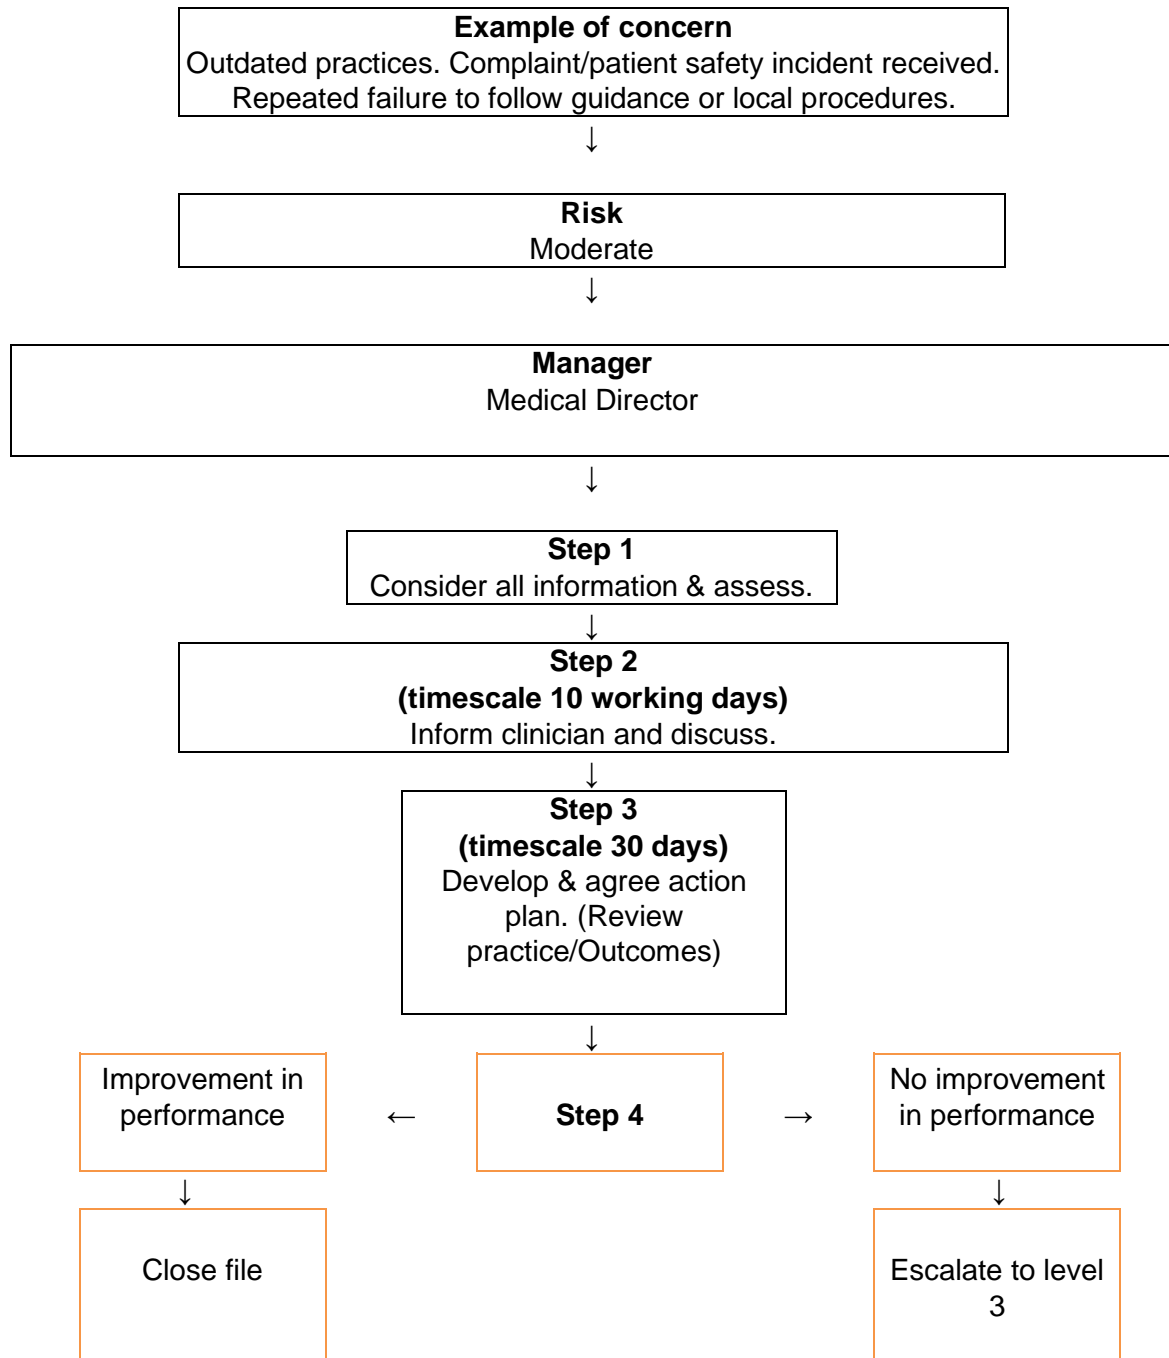 Example of concern
Outdated practices. Complaint/patient safety incident received.
Repeated failure to follow guidance or local procedures.
↓
Risk
Moderate
↓
Manager
Medical Director
↓
Step 1
Consider all information & assess.
↓
Step 2
(timescale 10 working days)
Inform clinician and discuss.
↓
Step 3
(timescale 30 days)
Develop & agree action
plan. (Review
practice/Outcomes)
↓
Improvement in
performance
←
Step 4
→
No improvement
in performance
↓
↓
Close file
Escalate to level
3